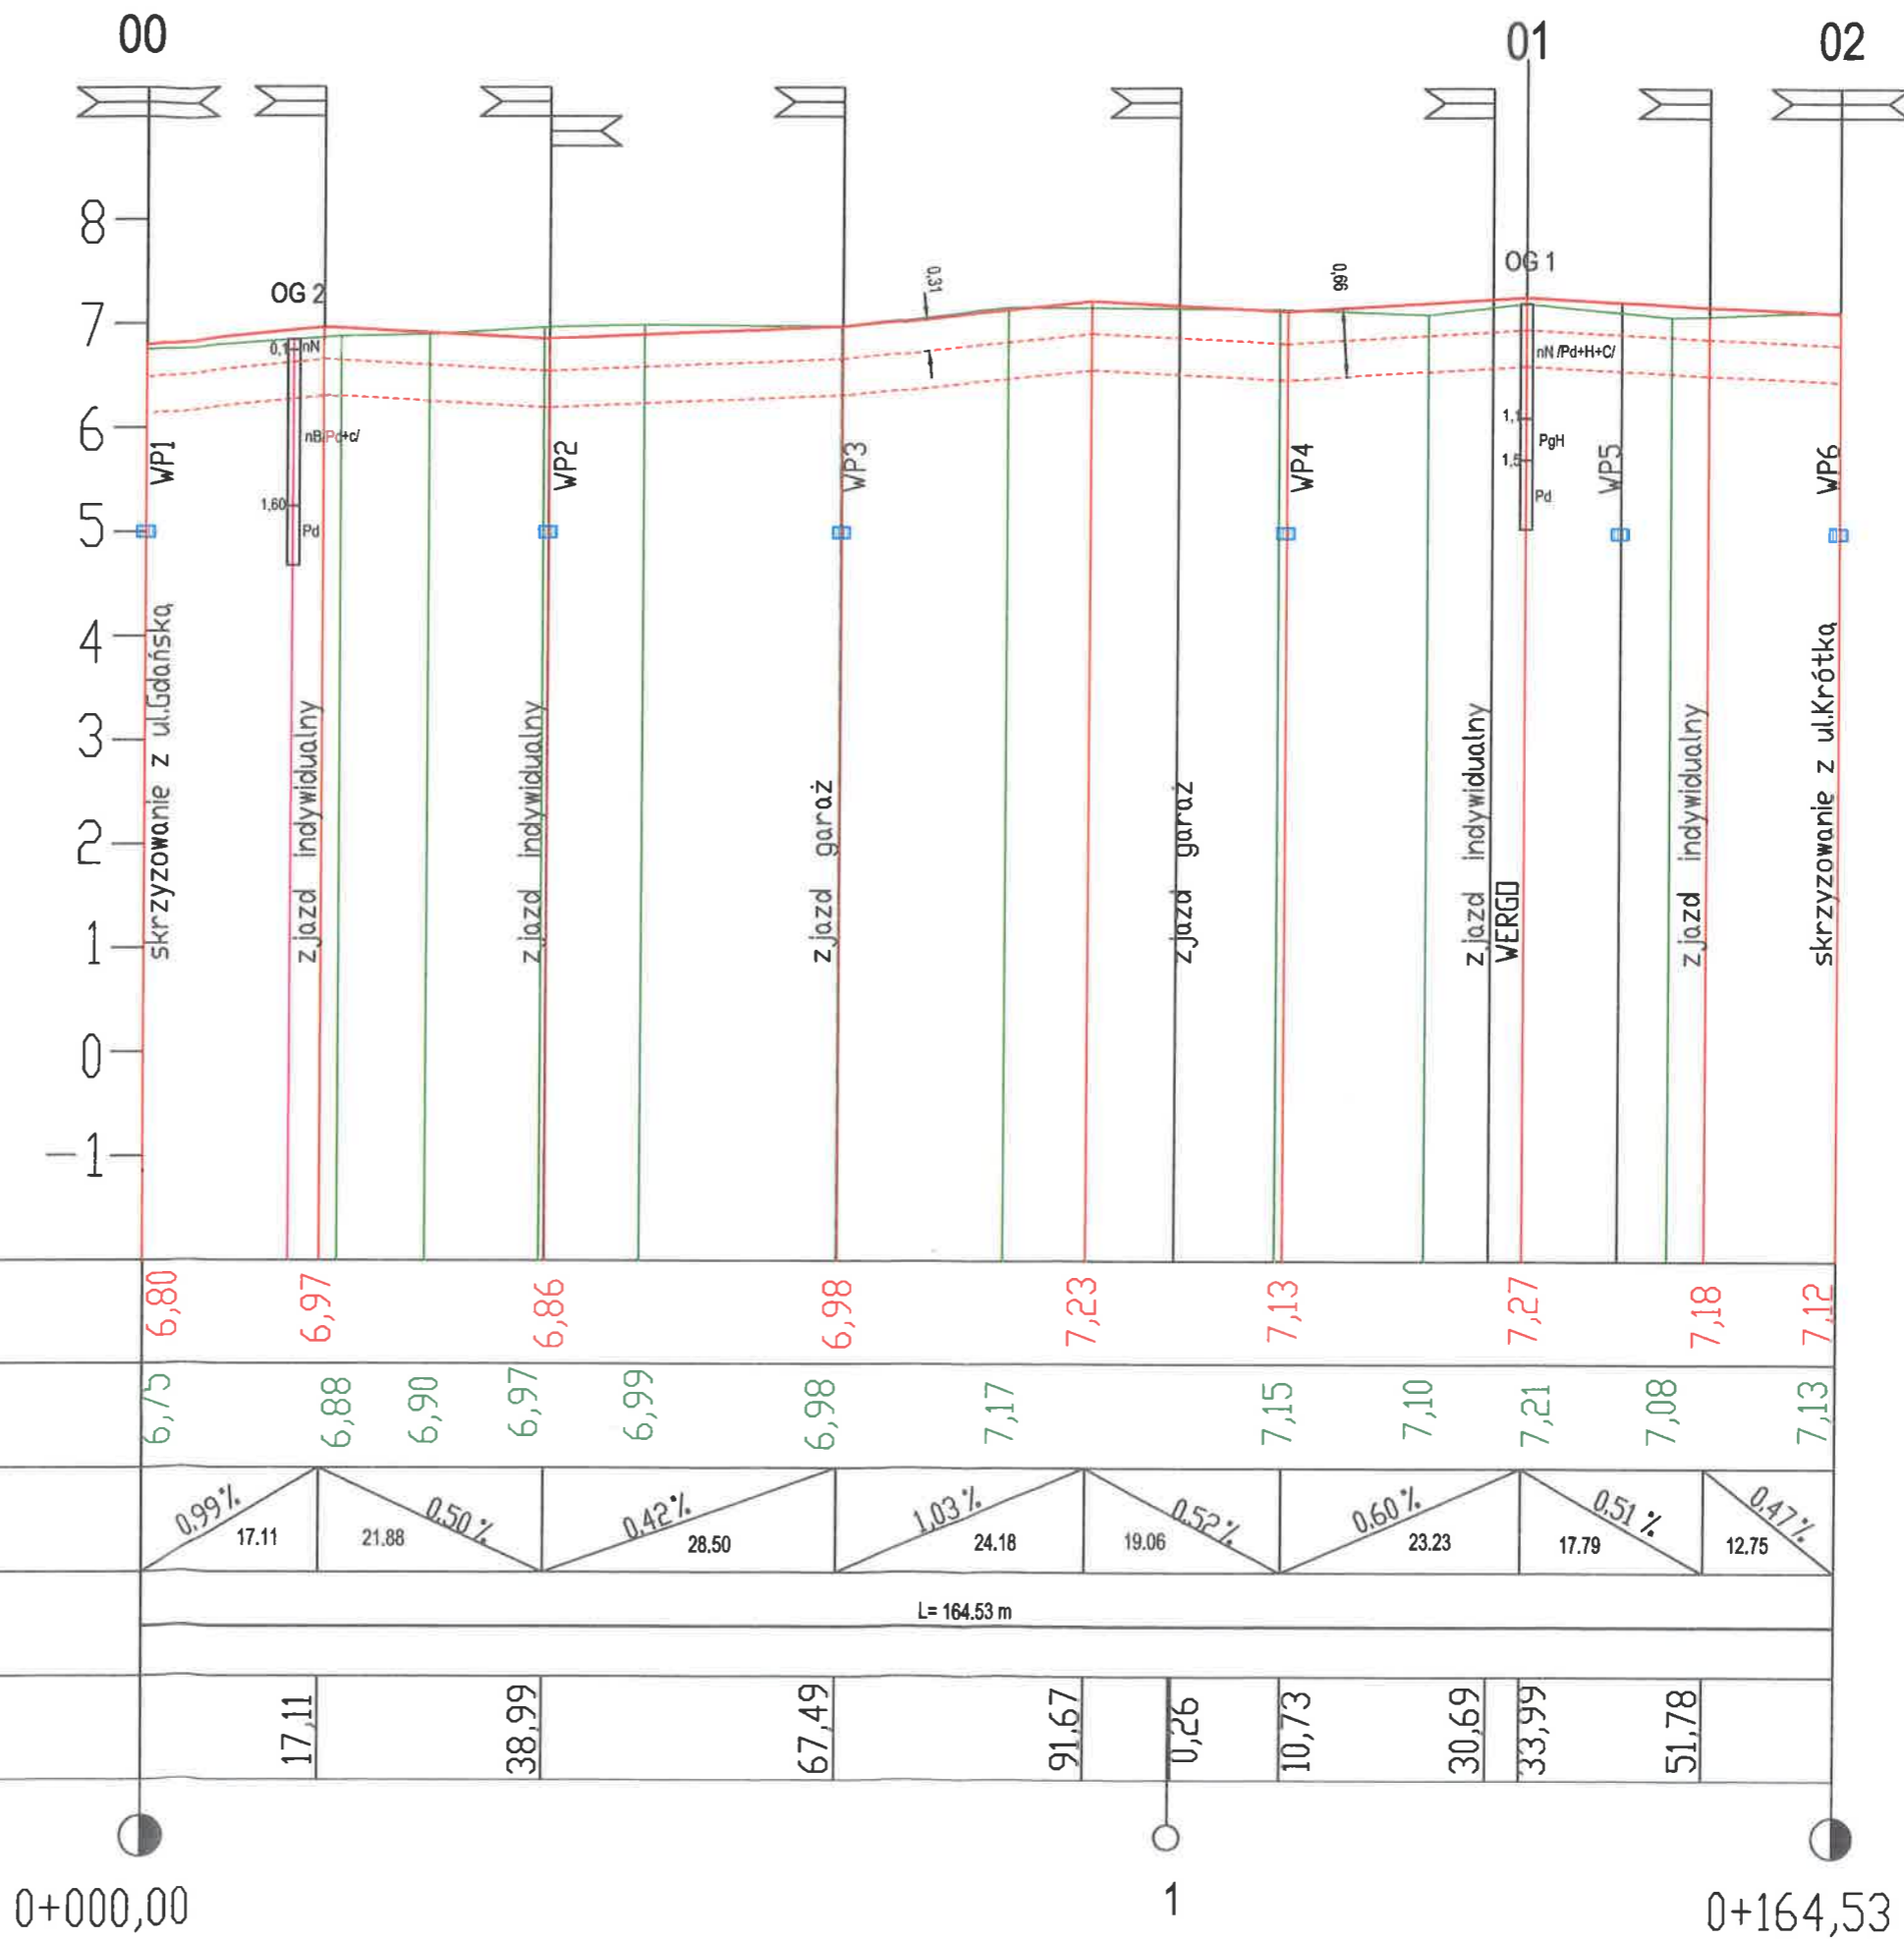 00
01
02
8
7
6
5
4
3
2
1
0
-1
OG 2
0,31
0,66
OG 1
nN
nB/Pd+c/
1,60
Pd
nN /Pd+H+C/
PgH
Pd
WP1
WP2
WP3
WP4
WP5
WP6
skrzyzowanie z ul.Gdańską
zjazd indywidualny
zjazd indywidualny
zjazd garaż
zjazd garaż
zjazd indywidualny
zjazd indywidualny
skrzyzowanie z ul.Krótką
6,80 6,97 6,86 6,98 7,23 7,13 7,27 7,18 7,12
6,75 6,88 6,90 6,97 6,99 6,98 7,17 7,15 7,10 7,21 7,08 7,13
0,99% 0,50% 0,42% 1,03% 0,52% 0,60% 0,51% 0,47%
17.11 21.88 28.50 24.18 19.06 23.23 17.79 12.75
L= 164.53 m
17,11 38,99 67,49 91,67 0,26 10,73 30,69 33,99 51,78
0+000,00
1
0+164,53